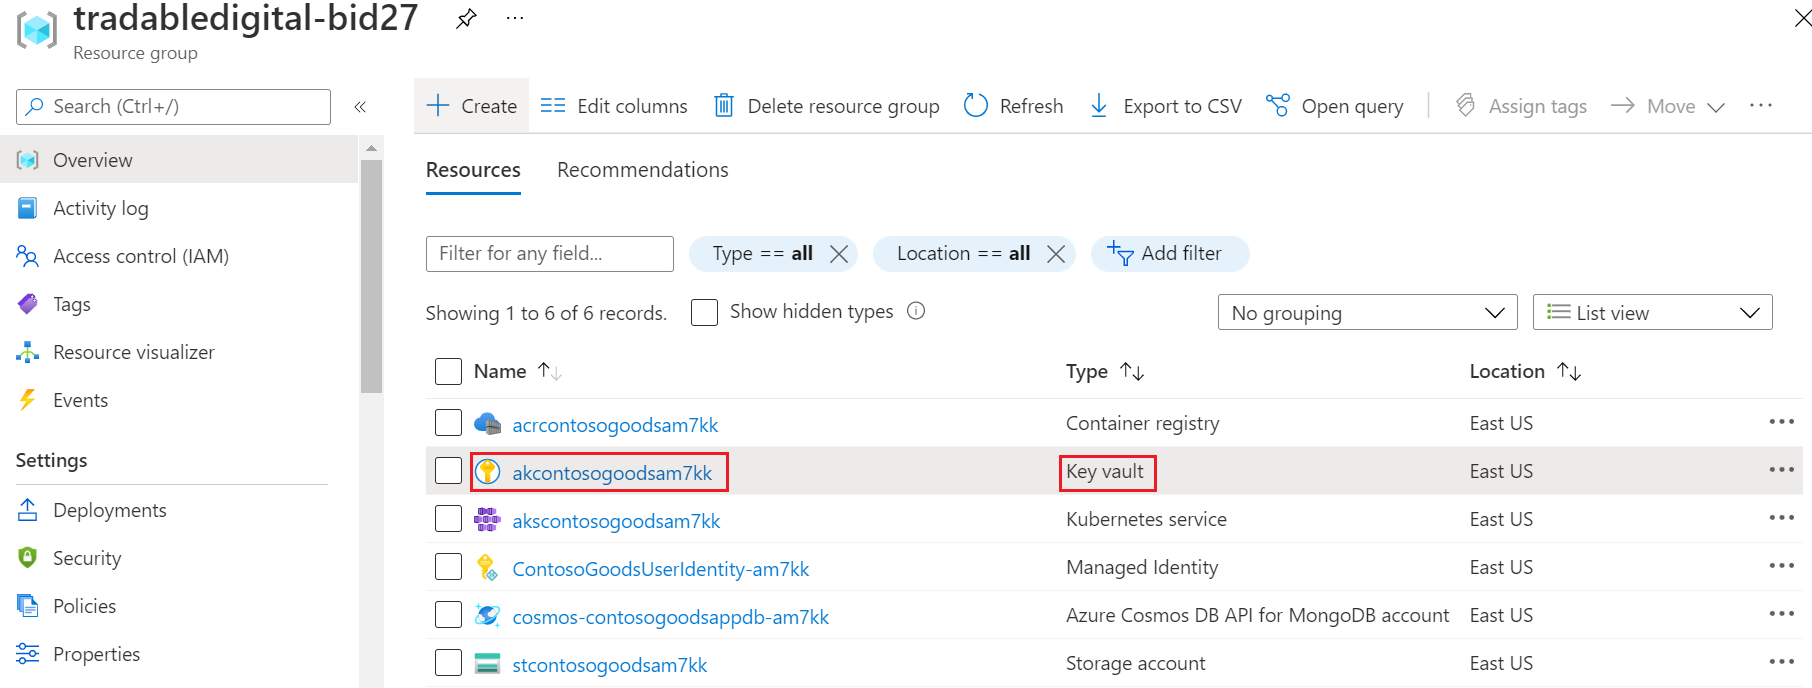 tradabledigital-bid27
Resource group
Search (Ctrl+/)
Overview
Activity log
Access control (IAM)
Tags
Resource visualizer
Events
Settings
Deployments
Security
Policies
Properties
Create Edit columns Delete resource group Refresh Export to CSV Open query Assign tags Move
Resources Recommendations
Filter for any field... Type == all Location == all Add filter
Showing 1 to 6 of 6 records. Show hidden types No grouping List view
Name Type Location
acrcontosogoodsam7kk Container registry East US
akcontosogoodsam7kk Key vault East US
akscontosogoodsam7kk Kubernetes service East US
ContosoGoodsUserIdentity-am7kk Managed Identity East US
cosmos-contosogoodsappdb-am7kk Azure Cosmos DB API for MongoDB account East US
stcontosogoodsam7kk Storage account East US